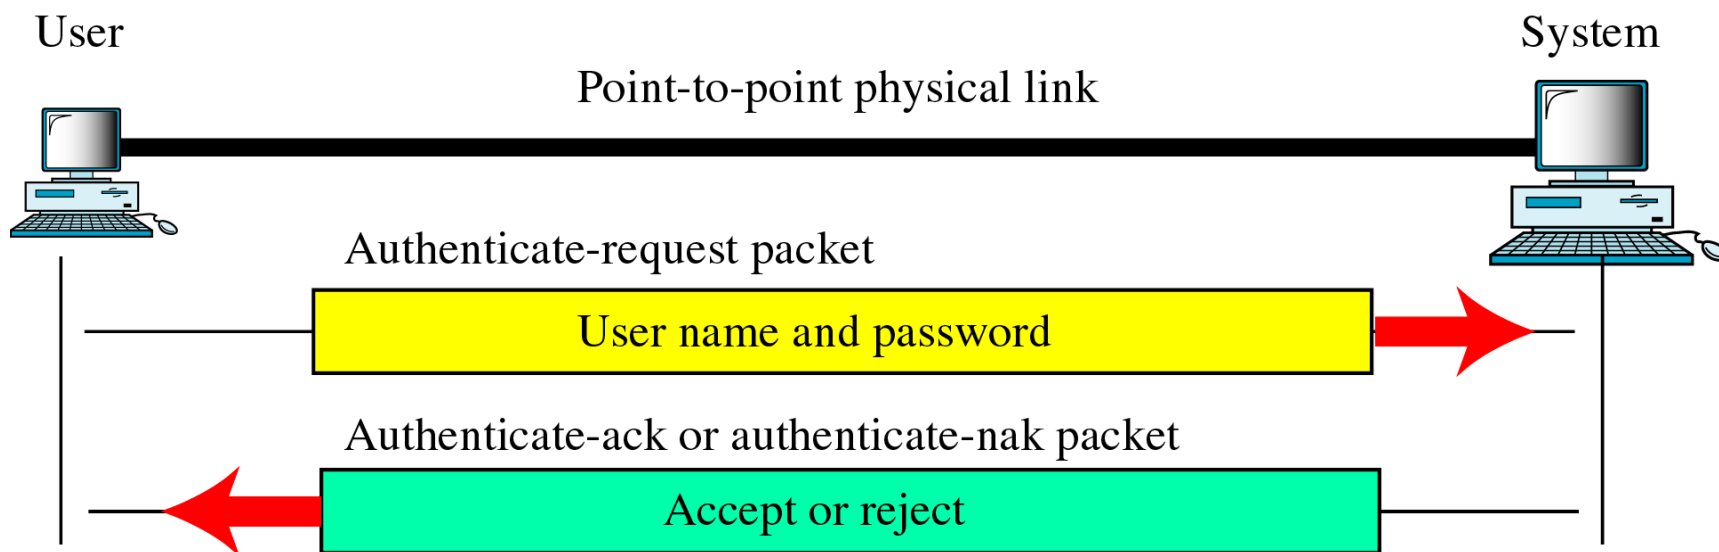 User
System
Point-to-point physical link
Authenticate-request packet
User name and password
Authenticate-ack or authenticate-nak packet
Accept or reject